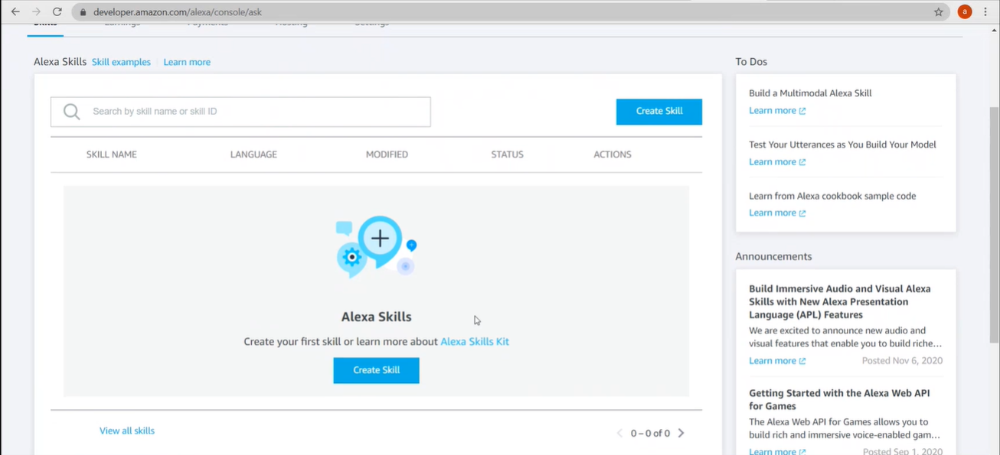 developer.amazon.com/alexa/console/ask
a
Skills Earnings Payments Hosting Settings
Alexa Skills Skill examples Learn more
Search by skill name or skill ID
Create Skill
SKILL NAME LANGUAGE MODIFIED STATUS ACTIONS
Alexa Skills
Create your first skill or learn more about Alexa Skills Kit
Create Skill
View all skills
0 – 0 of 0
To Dos
Build a Multimodal Alexa Skill
Learn more
Test Your Utterances as You Build Your Model
Learn more
Learn from Alexa cookbook sample code
Learn more
Announcements
Build Immersive Audio and Visual Alexa
Skills with New Alexa Presentation
Language (APL) Features
We are excited to announce new audio and
visual features that enable you to build riche...
Learn more Posted Nov 6, 2020
Getting Started with the Alexa Web API
for Games
The Alexa Web API for Games allows you to
build rich and immersive voice-enabled gam...
Learn more Posted Sep 1, 2020